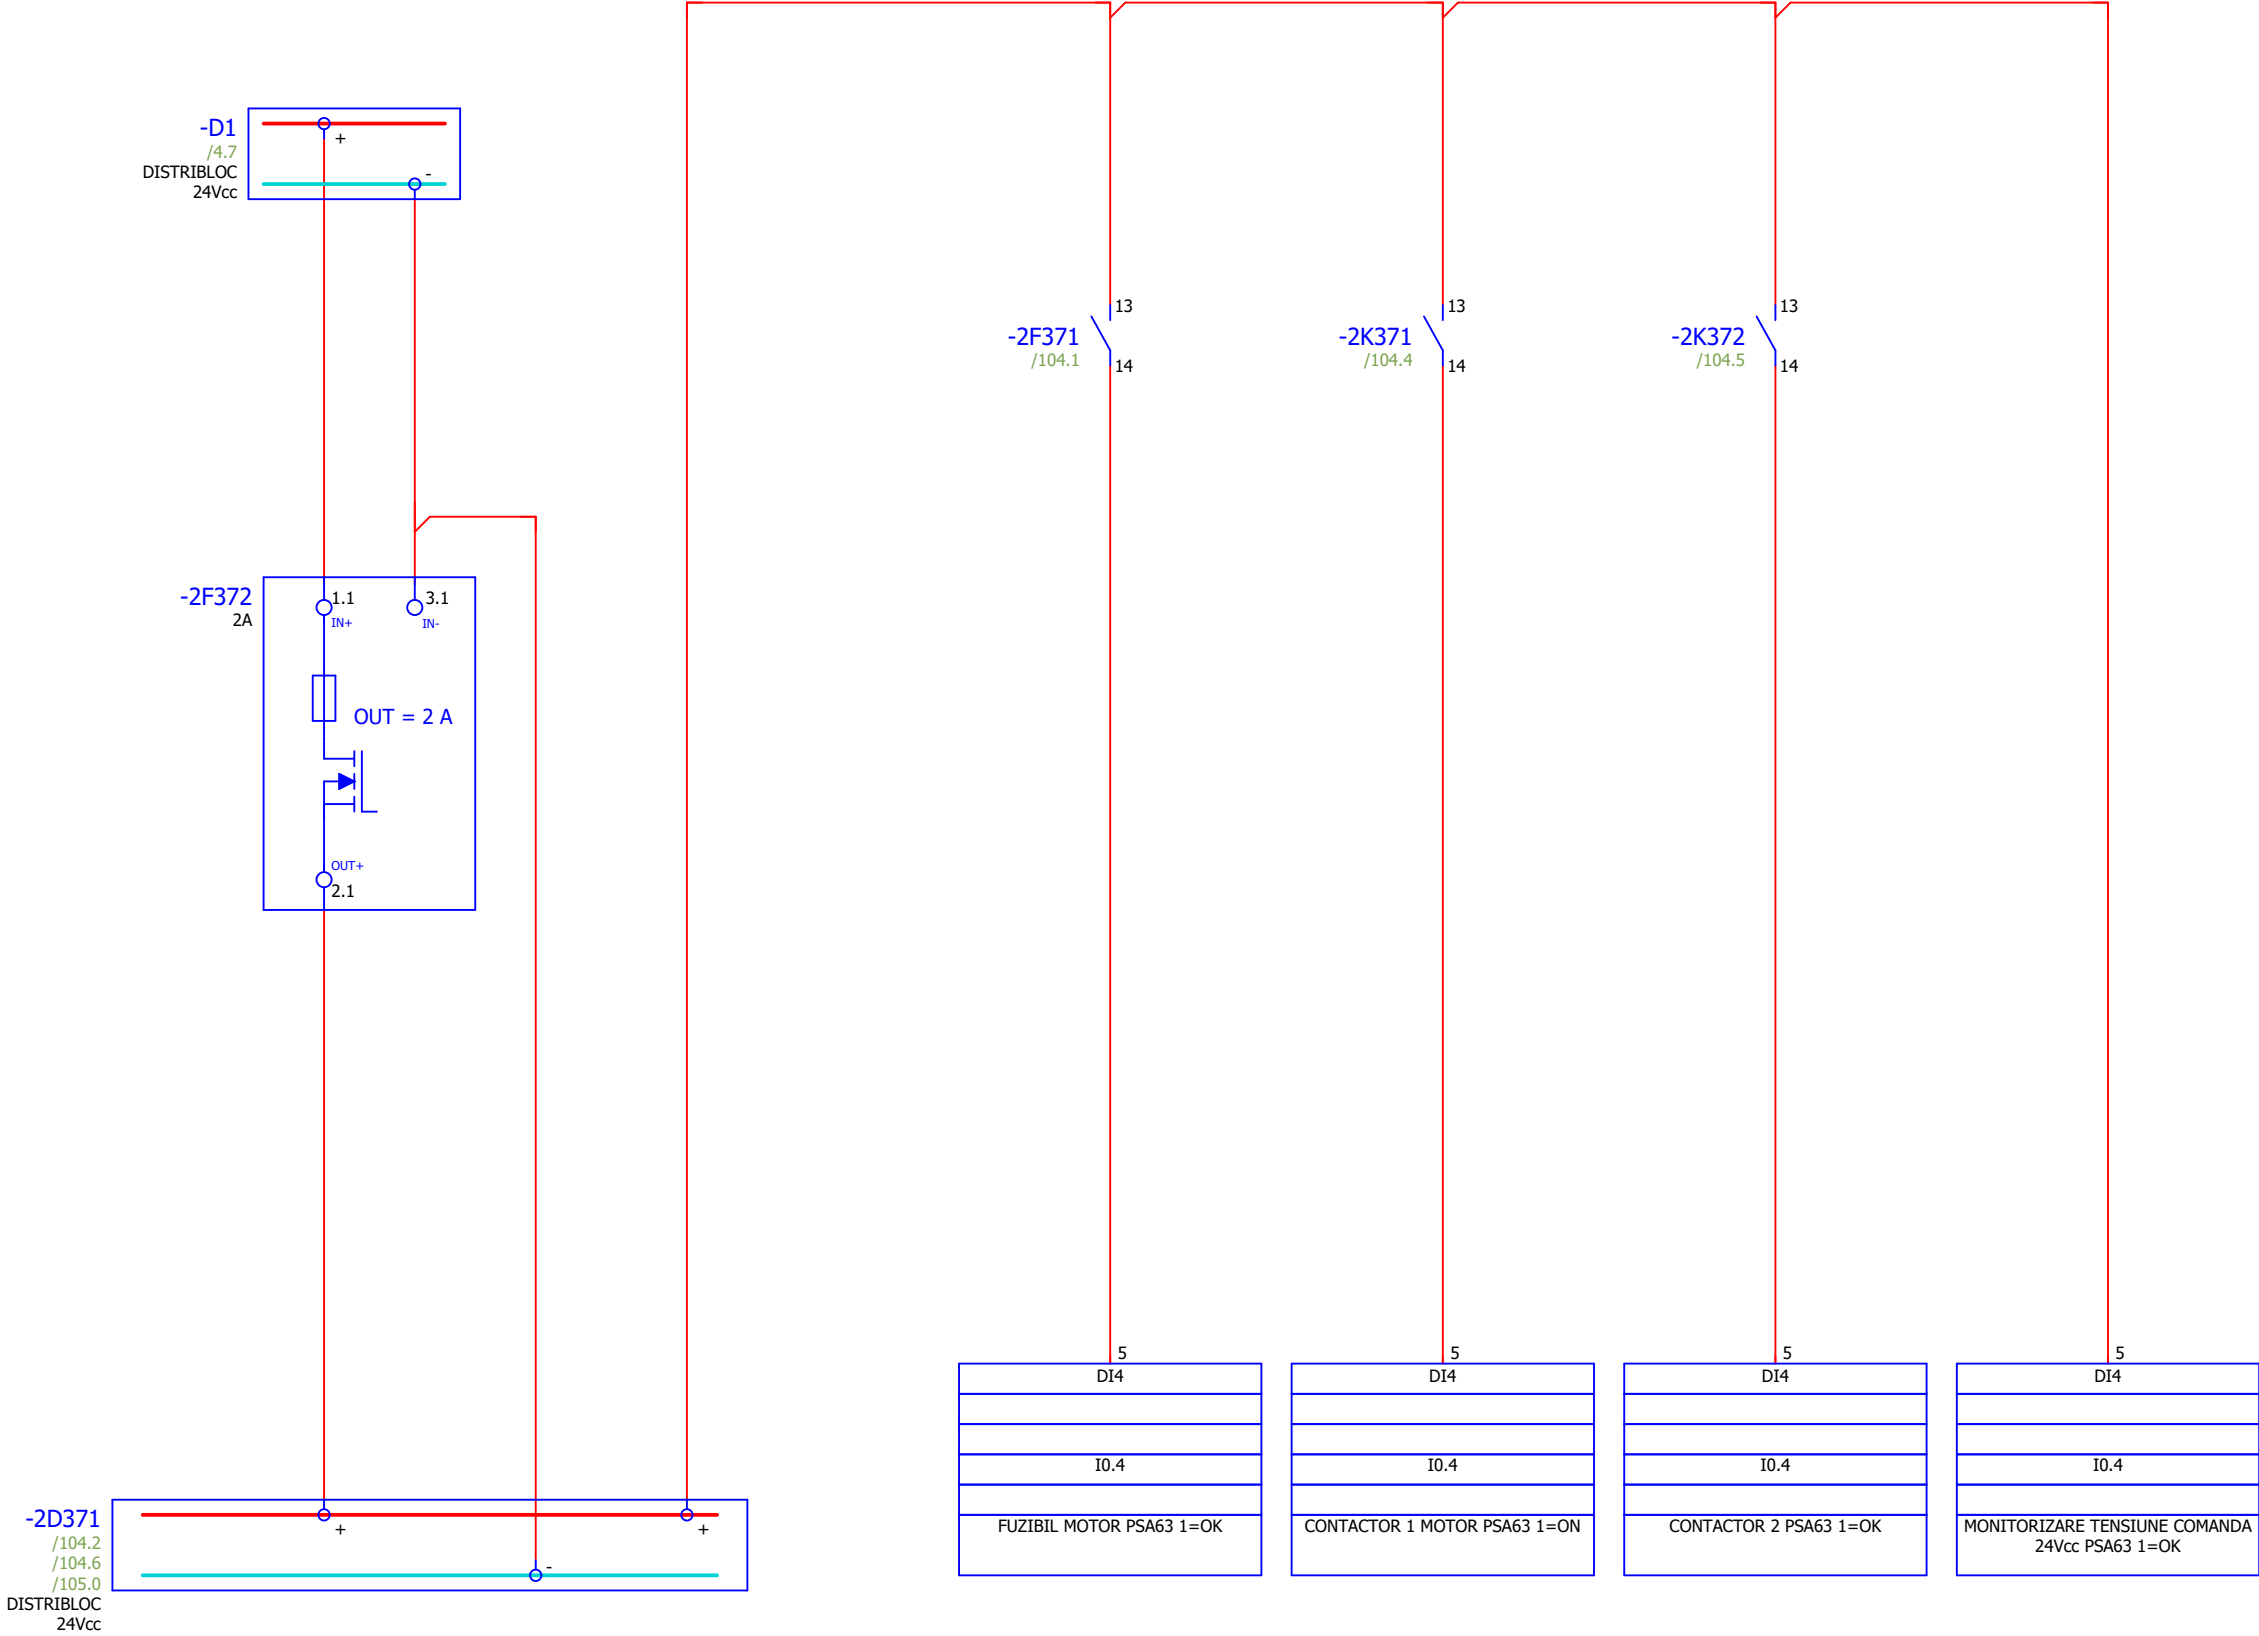 -D1
/4.7
DISTRIBLOC
24Vcc
+
-
-2F371
/104.1
13
14
-2K371
/104.4
13
14
-2K372
/104.5
13
14
-2F372
2A
1.1
IN+
3.1
IN-
OUT = 2 A
OUT+
2.1
-2D371
/104.2
/104.6
/105.0
DISTRIBLOC
24Vcc
+
-
+
5
DI4
I0.4
FUZIBIL MOTOR PSA63 1=OK
5
DI4
I0.4
CONTACTOR 1 MOTOR PSA63 1=ON
5
DI4
I0.4
CONTACTOR 2 PSA63 1=OK
5
DI4
I0.4
MONITORIZARE TENSIUNE COMANDA
24Vcc PSA63 1=OK